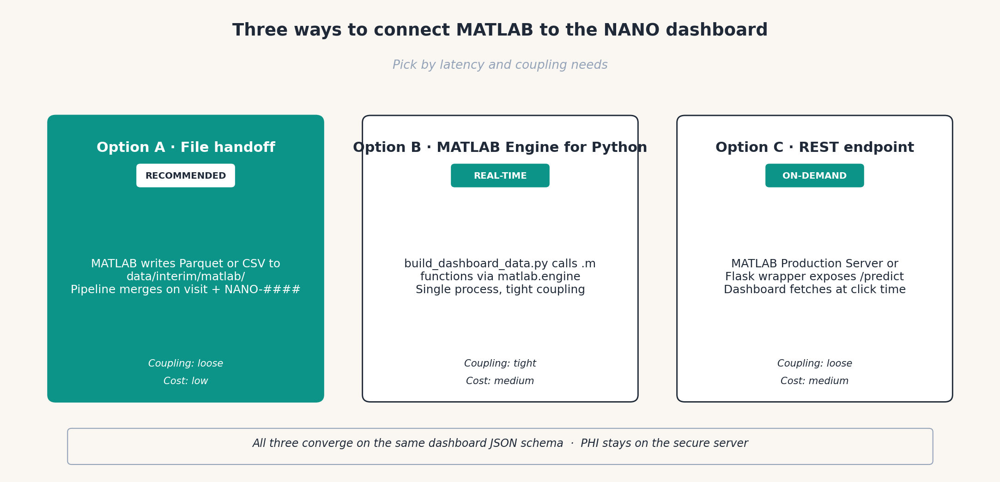 Three ways to connect MATLAB to the NANO dashboard
Pick by latency and coupling needs
Option A · File handoff
RECOMMENDED
MATLAB writes Parquet or CSV to
data/interim/matlab/
Pipeline merges on visit + NANO-####
Coupling: loose
Cost: low
Option B · MATLAB Engine for Python
REAL-TIME
build_dashboard_data.py calls .m
functions via matlab.engine
Single process, tight coupling
Coupling: tight
Cost: medium
Option C · REST endpoint
ON-DEMAND
MATLAB Production Server or
Flask wrapper exposes /predict
Dashboard fetches at click time
Coupling: loose
Cost: medium
All three converge on the same dashboard JSON schema · PHI stays on the secure server